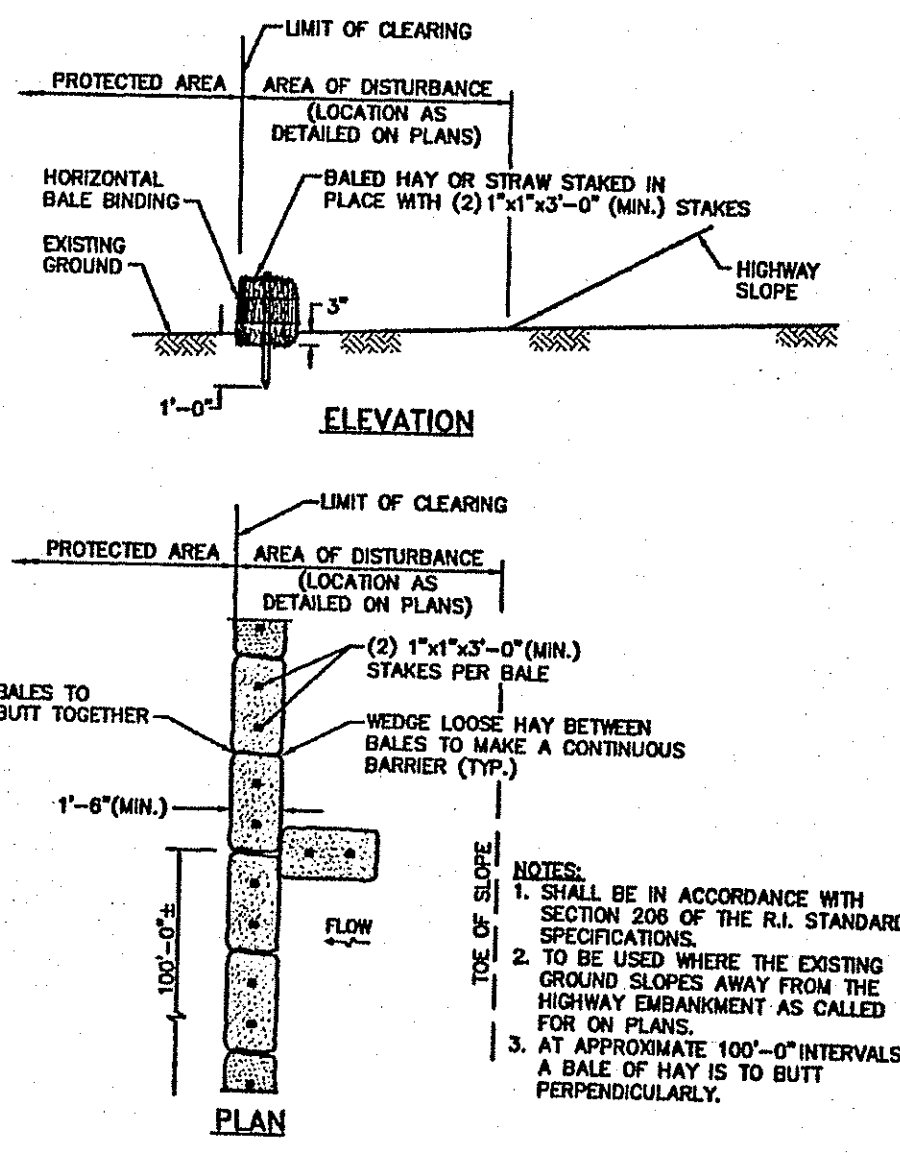 LIMIT OF CLEARING
PROTECTED AREA
AREA OF DISTURBANCE
(LOCATION AS
DETAILED ON PLANS)
HORIZONTAL
BALE BINDING
BALED HAY OR STRAW STAKED IN
PLACE WITH (2) 1"x1"x3'-0" (MIN.) STAKES
EXISTING
GROUND
HIGHWAY
SLOPE
3"
1'-0"
ELEVATION
LIMIT OF CLEARING
PROTECTED AREA
AREA OF DISTURBANCE
(LOCATION AS
DETAILED ON PLANS)
(2) 1"x1"x3'-0"(MIN.)
STAKES PER BALE
BALES TO
BUTT TOGETHER
WEDGE LOOSE HAY BETWEEN
BALES TO MAKE A CONTINUOUS
BARRIER (TYP.)
1'-6"(MIN.)
100'-0"±
FLOW
TOE OF SLOPE
PLAN
NOTES:
1. SHALL BE IN ACCORDANCE WITH
SECTION 206 OF THE R.I. STANDARD
SPECIFICATIONS.
2. TO BE USED WHERE THE EXISTING
GROUND SLOPES AWAY FROM THE
HIGHWAY EMBANKMENT AS CALLED
FOR ON PLANS.
3. AT APPROXIMATE 100'-0" INTERVALS
A BALE OF HAY IS TO BUTT
PERPENDICULARLY.